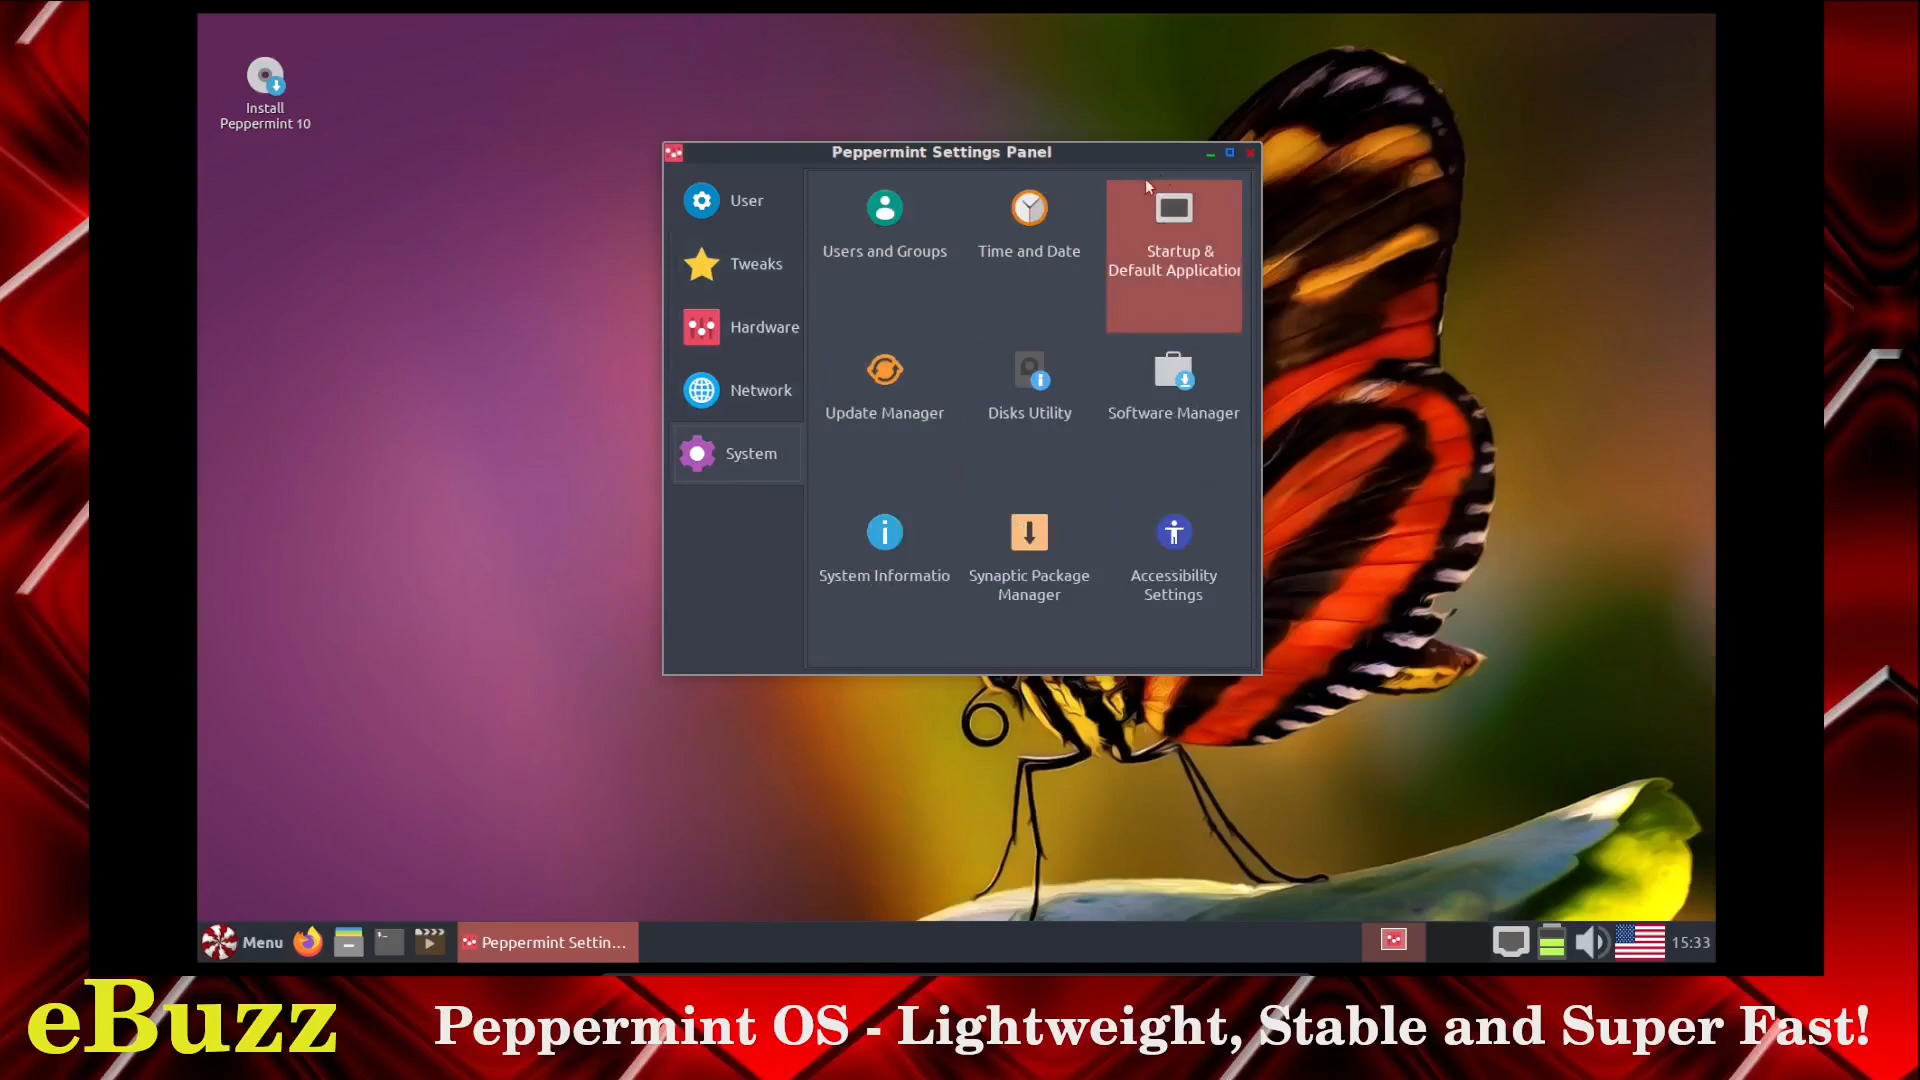 Install
Peppermint 10
Peppermint Settings Panel
User
Tweaks
Hardware
Network
System
Users and Groups
Time and Date
Startup &
Default Application
Update Manager
Disks Utility
Software Manager
System Informatio
Synaptic Package
Manager
Accessibility
Settings
Menu
Peppermint Settin...
15:33
eBuzz
Peppermint OS - Lightweight, Stable and Super Fast!